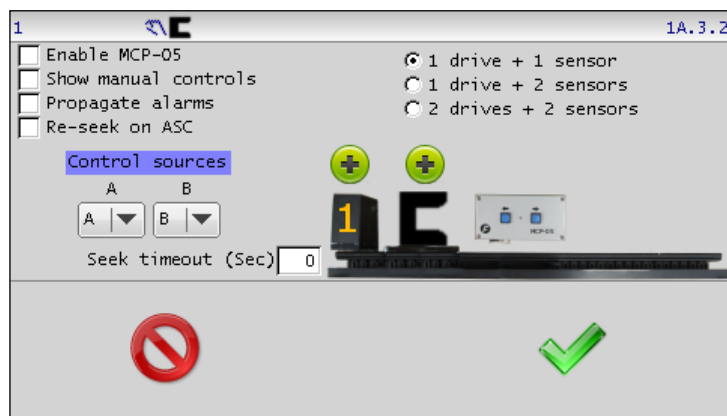 1
1A.3.2
Enable MCP-05
Show manual controls
Propagate alarms
Re-seek on ASC
1 drive + 1 sensor
1 drive + 2 sensors
2 drives + 2 sensors
Control sources
A B
A B
Seek timeout (Sec) 0
1
MCP-05